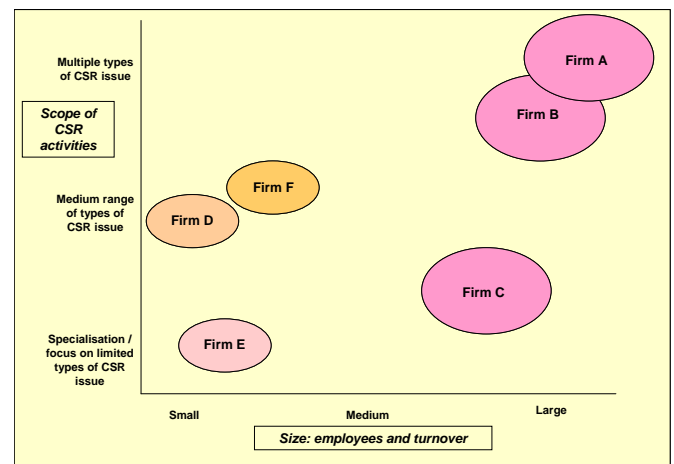 Multiple types
of CSR issue
Firm A
Scope of
CSR
activities
Firm B
Medium range
of types of
CSR issue
Firm F
Firm D
Firm C
Specialisation /
focus on limited
types of CSR
issue
Firm E
Small
Medium
Large
Size: employees and turnover